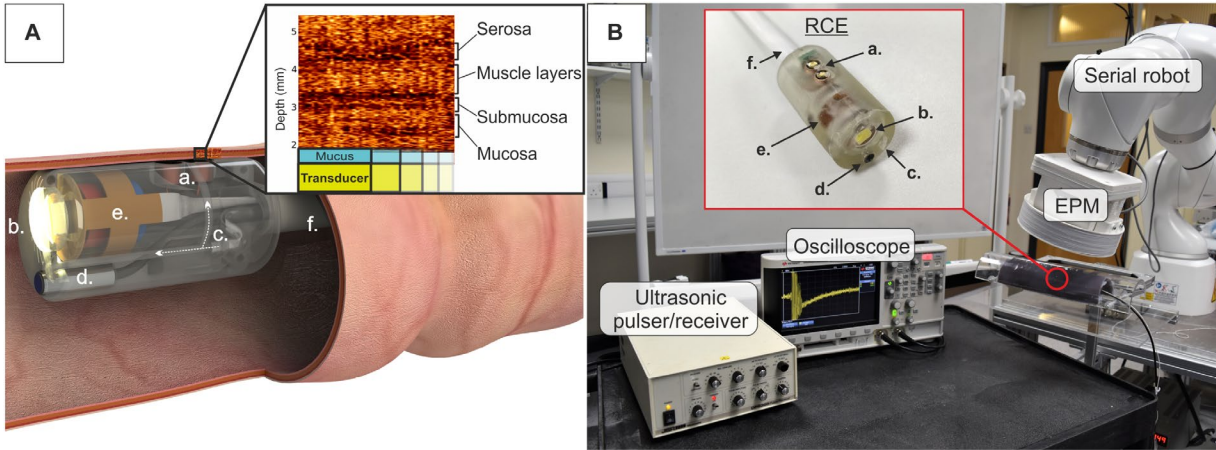 A
5
4
3
2
Depth (mm)
Serosa
Muscle layers
Submucosa
Mucosa
Mucus
Transducer
a.
b.
e.
c.
f.
d.
B
RCE
f.
a.
b.
e.
c.
d.
Serial robot
EPM
Oscilloscope
Ultrasonic
pulser/receiver